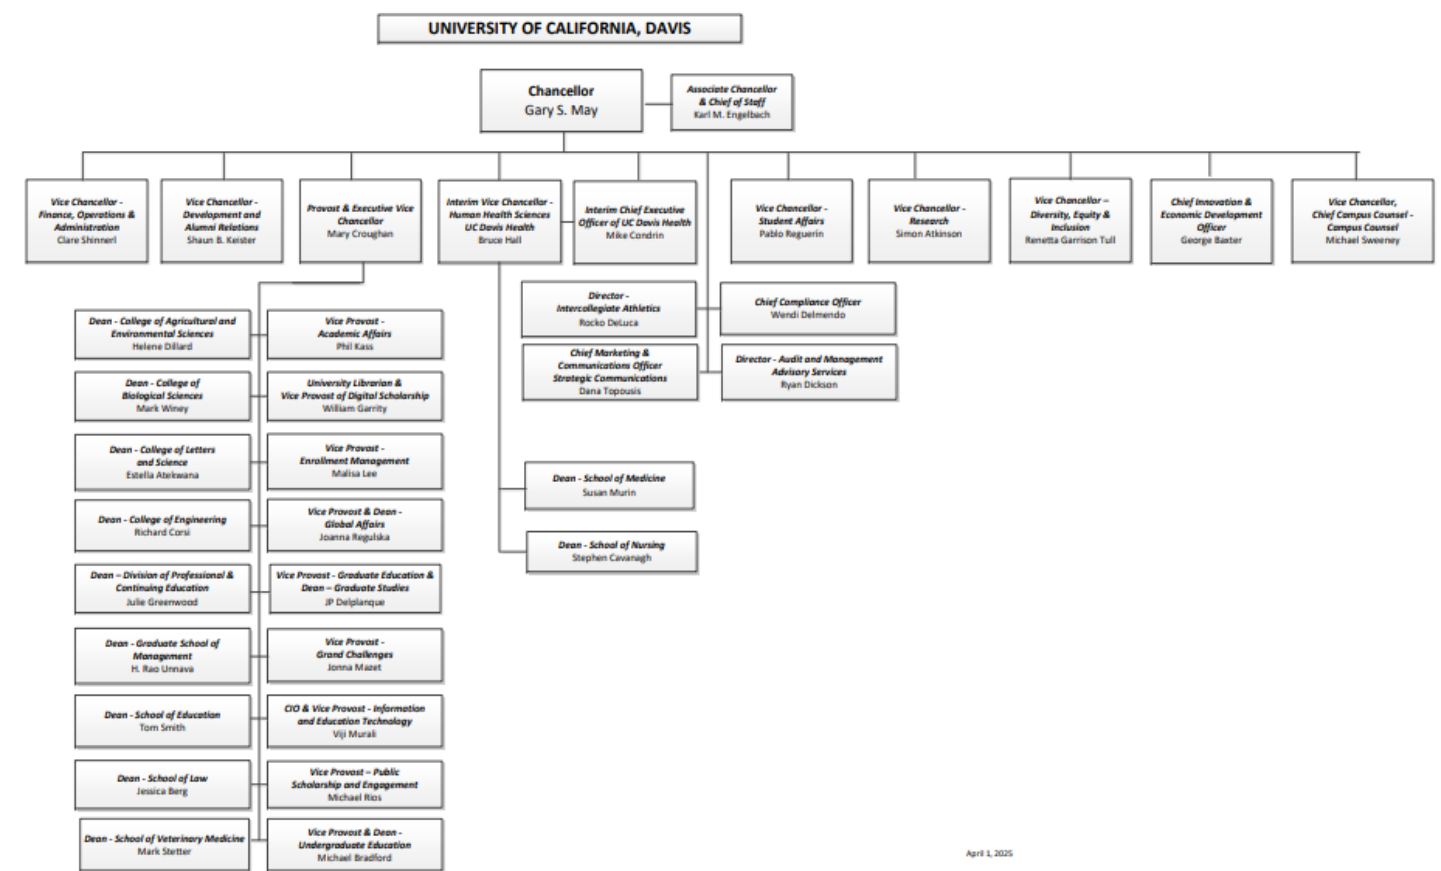 UNIVERSITY OF CALIFORNIA, DAVIS
Chancellor
Gary S. May
Associate Chancellor
& Chief of Staff
Karl M. Engelbach
Vice Chancellor -
Finance, Operations &
Administration
Clare Shinnerl
Vice Chancellor -
Development and
Alumni Relations
Shaun B. Keister
Provost & Executive Vice
Chancellor
Mary Croughan
Interim Vice Chancellor -
Human Health Sciences
UC Davis Health
Bruce Hall
Interim Chief Executive
Officer of UC Davis Health
Mike Condrin
Vice Chancellor -
Student Affairs
Pablo Reguerin
Vice Chancellor -
Research
Simon Atkinson
Vice Chancellor –
Diversity, Equity &
Inclusion
Renetta Garrison Tull
Chief Innovation &
Economic Development
Officer
George Baxter
Vice Chancellor,
Chief Campus Counsel -
Campus Counsel
Michael Sweeney
Director -
Intercollegiate Athletics
Rocko DeLuca
Chief Compliance Officer
Wendi Delmendo
Chief Marketing &
Communications Officer
Strategic Communications
Dana Topousis
Director - Audit and Management
Advisory Services
Ryan Dickson
Dean - College of Agricultural and
Environmental Sciences
Helene Dillard
Vice Provost -
Academic Affairs
Phil Kass
Dean - College of
Biological Sciences
Mark Winey
University Librarian &
Vice Provost of Digital Scholarship
William Garrity
Dean - College of Letters
and Science
Estella Atekwana
Vice Provost -
Enrollment Management
Malisa Lee
Dean - College of Engineering
Richard Corsi
Vice Provost & Dean -
Global Affairs
Joanna Regulska
Dean – Division of Professional &
Continuing Education
Julie Greenwood
Vice Provost - Graduate Education &
Dean – Graduate Studies
JP Delplanque
Dean - Graduate School of
Management
H. Rao Unnava
Vice Provost -
Grand Challenges
Jonna Mazet
Dean - School of Education
Tom Smith
CIO & Vice Provost - Information
and Education Technology
Viji Murali
Dean - School of Law
Jessica Berg
Vice Provost – Public
Scholarship and Engagement
Michael Rios
Dean - School of Veterinary Medicine
Mark Stetter
Vice Provost & Dean -
Undergraduate Education
Michael Bradford
Dean - School of Medicine
Susan Murin
Dean - School of Nursing
Stephen Cavanagh
April 1, 2025